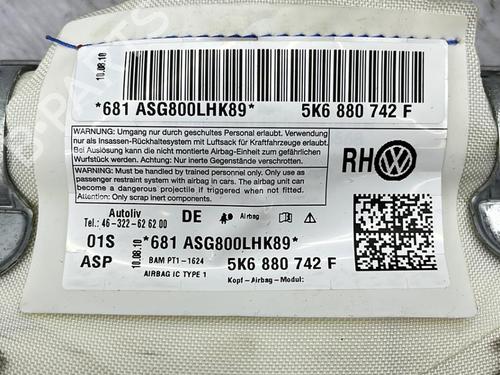 10.08.10
*681 ASG800LHK89*
5K6 880 742 F
WARNUNG: Umgang nur durch geschultes Personal erlaubt. Verwendung
nur als Insassen-Rückhaltesystem mit Luftsack für Kraftfahrzeuge erlaubt.
Bei Auslösung kann die nicht montierte Airbag-Einheit zum gefährlichen
Wurfstück werden. Achtung: Nur inerte Gegenstände verschrotten.
WARNING: Must be handled by trained personnel only. Only use as
passenger restraint system with airbag in cars. The airbag unit can
become a dangerous projectile if triggered when not fitted.
Attention: Only scrap inert components.
RH
Autoliv
Tel.: 46-322-62 62 00
DE
Airbag
01S
ASP
10.08.10
*681 ASG800LHK89*
BAM PT1-1624
AIRBAG IC TYPE 1
5K6 880 742 F
Kopf-Airbag-Modul: